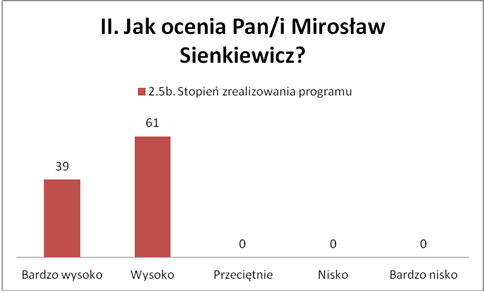 II. Jak ocenia Pan/i Mirosław
Sienkiewicz?
2.5b. Stopień zrealizowania programu
39
61
0
0
0
Bardzo wysoko
Wysoko
Przeciętnie
Nisko
Bardzo nisko